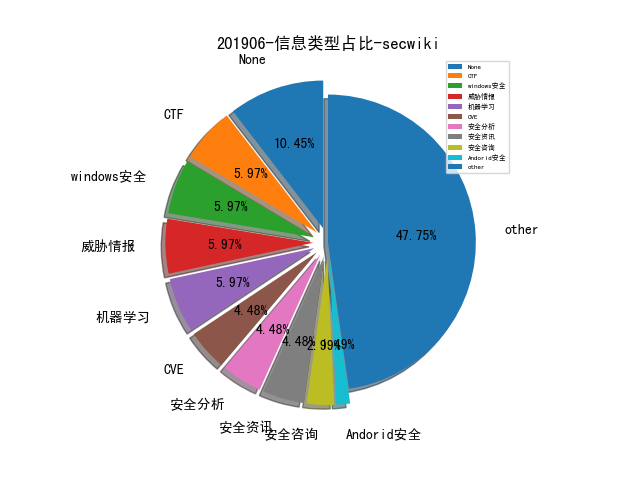 201906-信息类型占比-secwiki
None
CTF
windows安全
威胁情报
机器学习
CVE
安全分析
安全资讯
安全咨询
Andorid安全
other
10.45%
5.97%
5.97%
5.97%
5.97%
4.48%
4.48%
4.48%
2.99%
47.75%
None
CTF
windows安全
威胁情报
机器学习
CVE
安全分析
安全资讯
安全咨询
Andorid安全
other